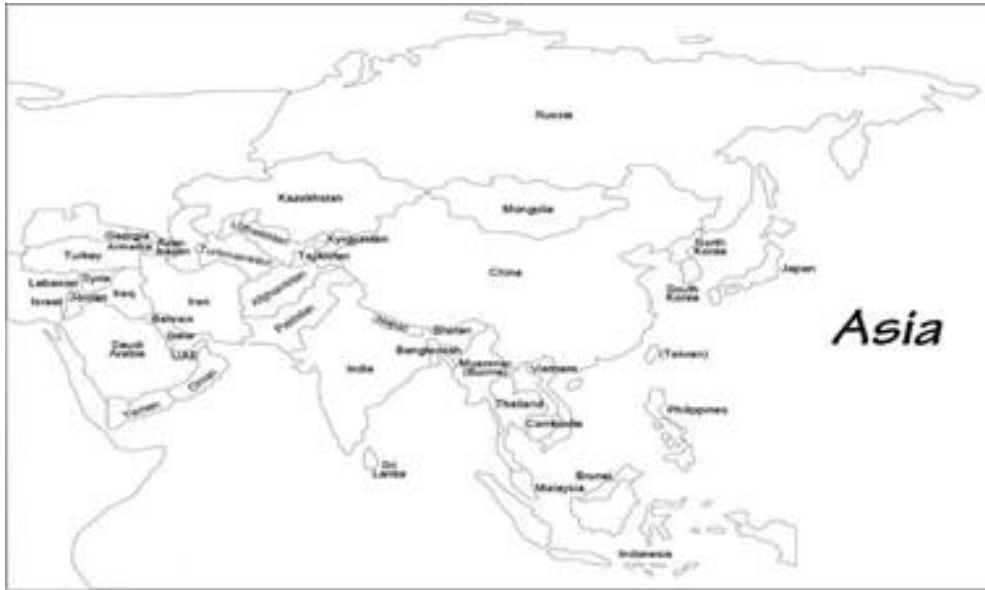 Russia
Kazakhstan
Mongolia
Uzbekistan
Georgia
Armenia
Azer-
baijan
Kyrgyzstan
North
Korea
Turkey
Turkmenistan
Tajikistan
China
Japan
Lebanon
Syria
Afghanistan
South
Korea
Israel
Jordan
Iraq
Iran
Pakistan
Bahrain
Nepal
Bhutan
Asia
Saudi
Arabia
Qatar
UAE
Bangladesh
(Taiwan)
India
Myanmar
(Burma)
Vietnam
Oman
Yemen
Thailand
Philippines
Cambodia
Sri
Lanka
Brunei
Malaysia
Indonesia